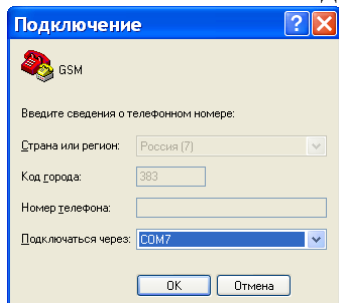 Подключение
GSM
Введите сведения о телефонном номере:
Страна или регион: Россия (7)
Код города: 383
Номер телефона:
Подключаться через: COM7
OK Отмена